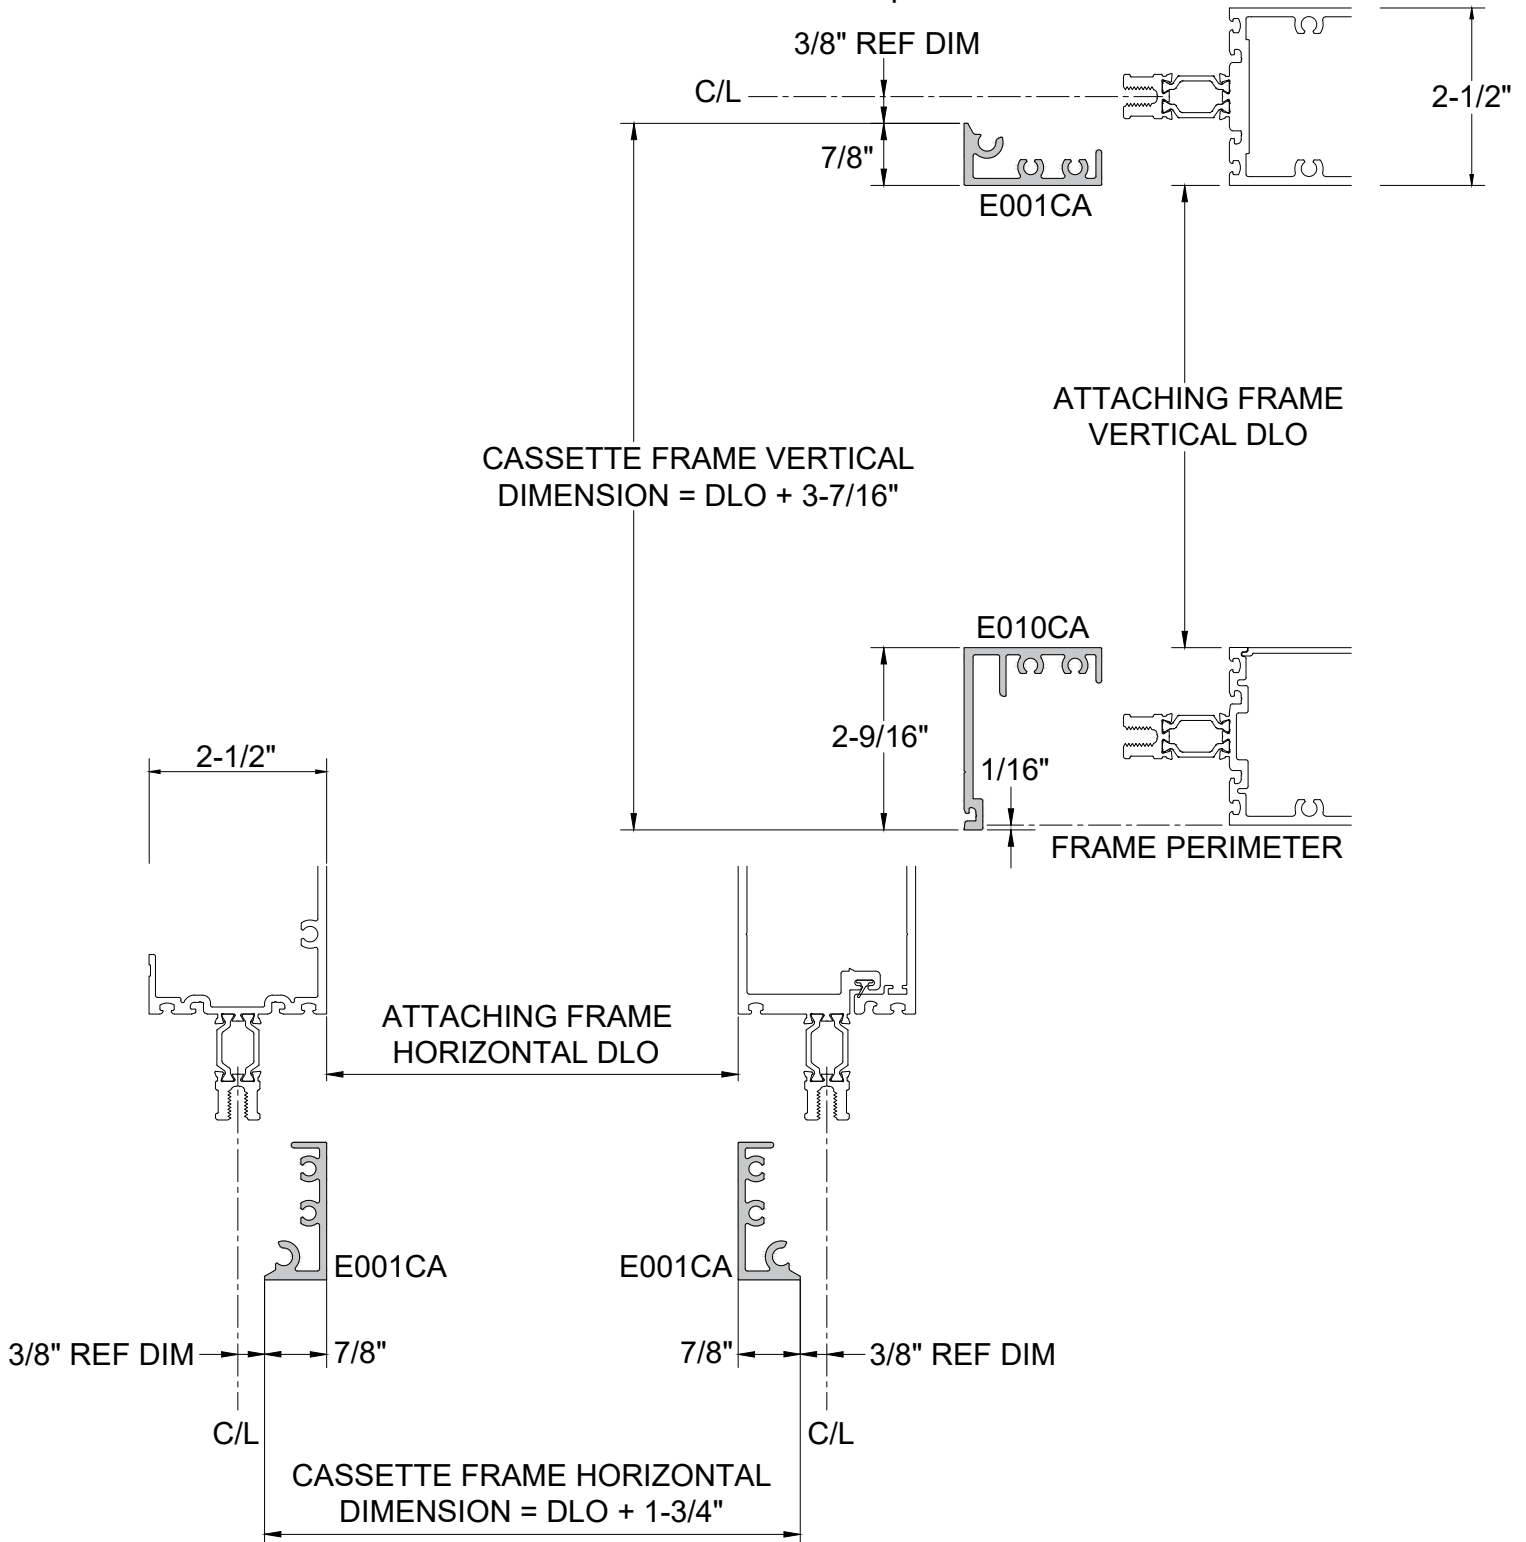 3/8" REF DIM
C/L
2-1/2"
7/8"
E001CA
ATTACHING FRAME
VERTICAL DLO
CASSETTE FRAME VERTICAL
DIMENSION = DLO + 3-7/16"
E010CA
2-9/16"
1/16"
2-1/2"
FRAME PERIMETER
ATTACHING FRAME
HORIZONTAL DLO
E001CA
E001CA
3/8" REF DIM
7/8"
7/8"
3/8" REF DIM
C/L
C/L
CASSETTE FRAME HORIZONTAL
DIMENSION = DLO + 1-3/4"